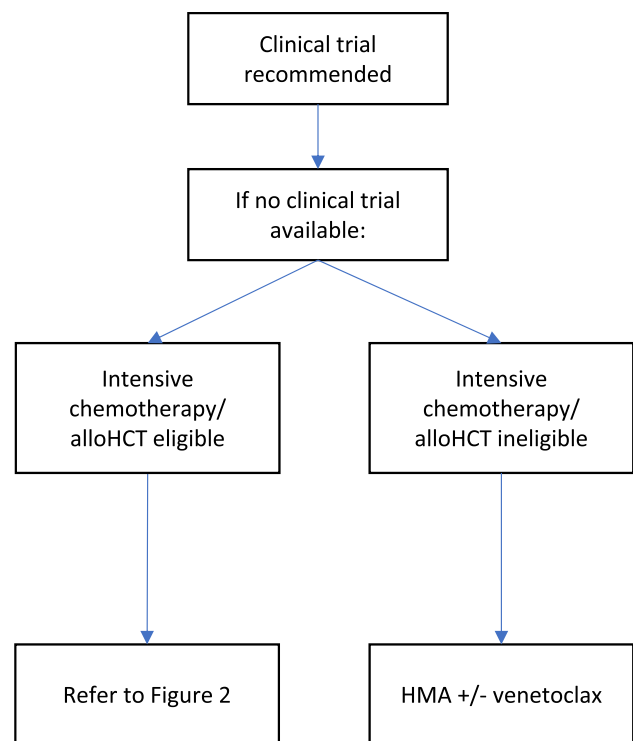 Clinical trial
recommended
If no clinical trial
available:
Intensive
chemotherapy/
alloHCT eligible
Intensive
chemotherapy/
alloHCT ineligible
Refer to Figure 2
HMA +/- venetoclax